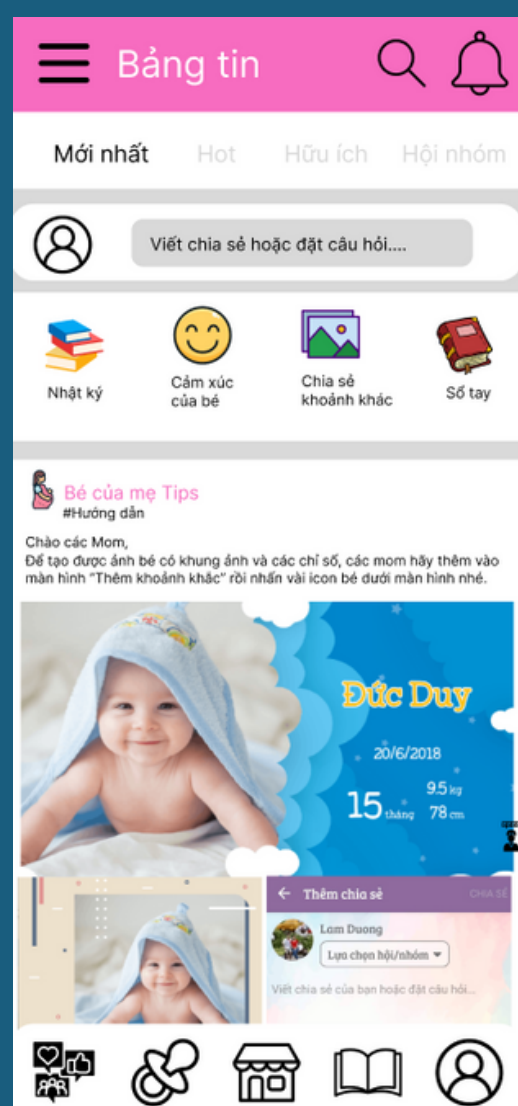 Bảng tin
Mới nhất Hot Hữu ích Hội nhóm
Viết chia sẻ hoặc đặt câu hỏi....
Nhật ký
Cảm xúc
của bé
Chia sẻ
khoảnh khắc
Sổ tay
Bé của mẹ Tips
#Hướng dẫn
Chào các Mom,
Để tạo được ảnh bé có khung ảnh và các chỉ số, các mom hãy thêm vào
màn hình "Thêm khoảnh khắc" rồi nhấn vài icon bé dưới màn hình nhé.
Đức Duy
20/6/2018
15 tháng
9.5 kg
78 cm
Thêm chia sẻ CHIA SẺ
Lam Duong
Lựa chọn hội/nhóm
Viết chia sẻ của bạn hoặc đặt câu hỏi...